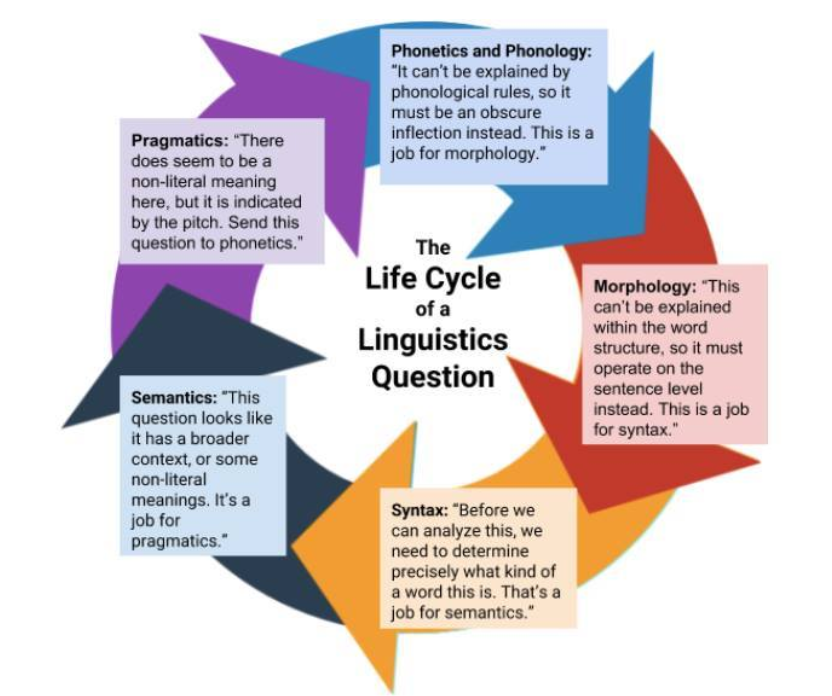 Phonetics and Phonology:
“It can’t be explained by
phonological rules, so it
must be an obscure
inflection instead. This is a
job for morphology.”
Pragmatics: “There
does seem to be a
non-literal meaning
here, but it is indicated
by the pitch. Send this
question to phonetics.”
The
Life Cycle
of a
Linguistics
Question
Morphology: “This
can’t be explained
within the word
structure, so it must
operate on the
sentence level
instead. This is a job
for syntax.”
Semantics: “This
question looks like
it has a broader
context, or some
non-literal
meanings. It’s a
job for
pragmatics.”
Syntax: “Before we
can analyze this, we
need to determine
precisely what kind of
a word this is. That’s a
job for semantics.”